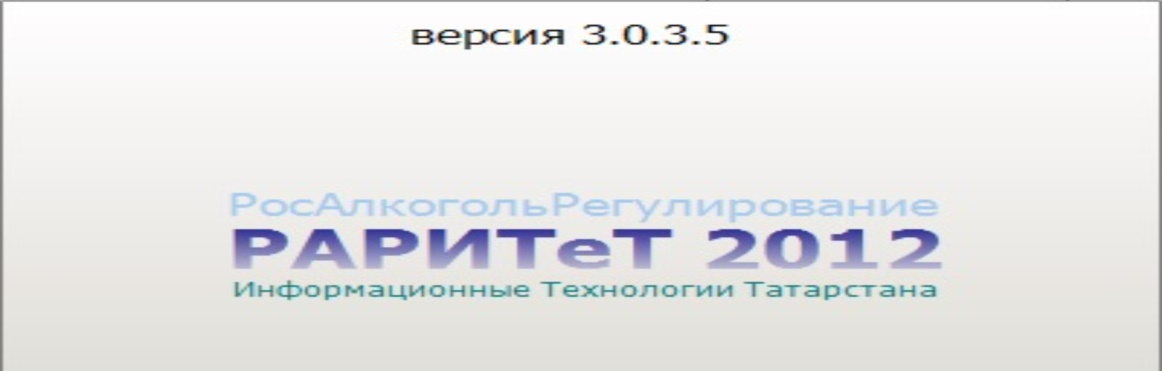 версия 3.0.3.5
РосАлкогольРегулирование
РАРИТеТ 2012
Информационные Технологии Татарстана